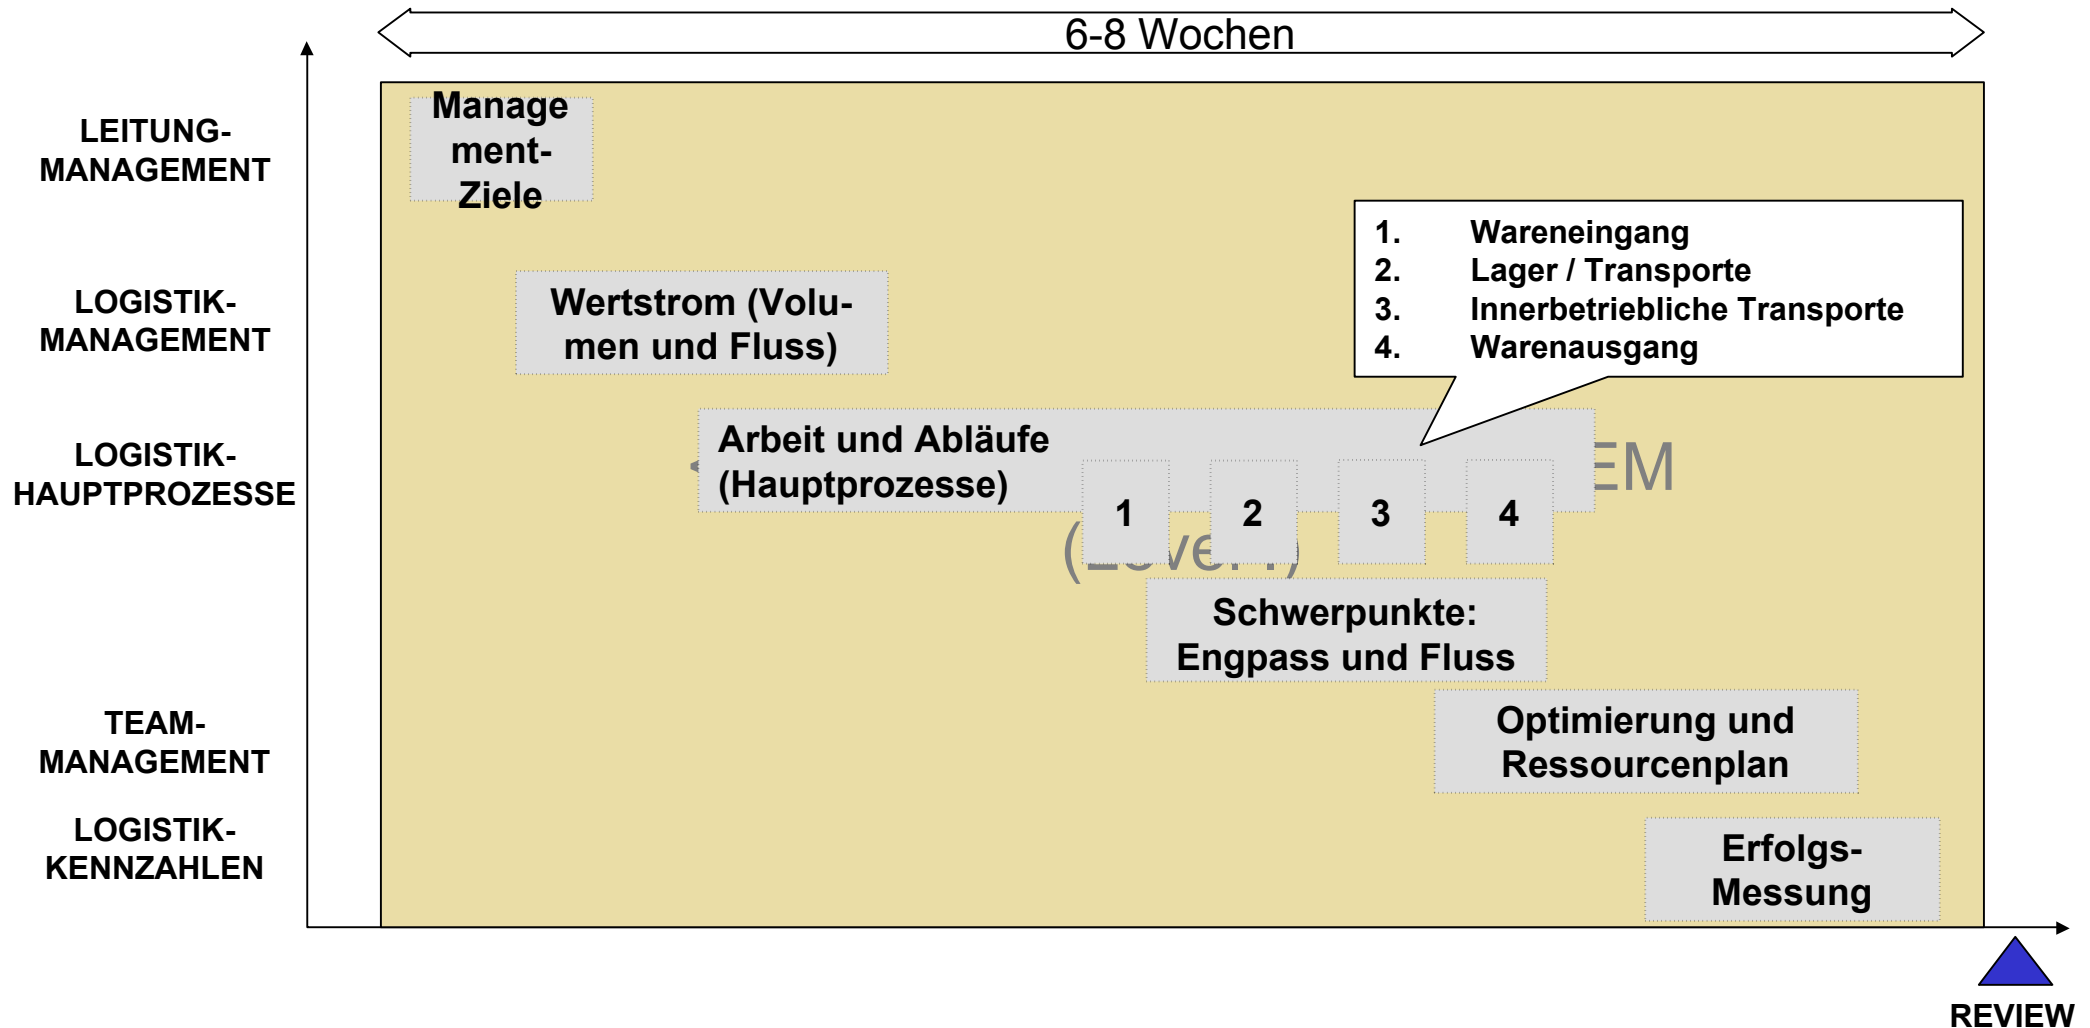 6-8 Wochen
LEITUNG-
MANAGEMENT
Manage
ment-
Ziele
1. Wareneingang
2. Lager / Transporte
3. Innerbetriebliche Transporte
4. Warenausgang
LOGISTIK-
MANAGEMENT
Wertstrom (Volu-
men und Fluss)
LOGISTIK-
HAUPTPROZESSE
Arbeit und Abläufe
(Hauptprozesse)
EM
1 2 3 4
Schwerpunkte:
Engpass und Fluss
TEAM-
MANAGEMENT
Optimierung und
Ressourcenplan
LOGISTIK-
KENNZAHLEN
Erfolgs-
Messung
REVIEW